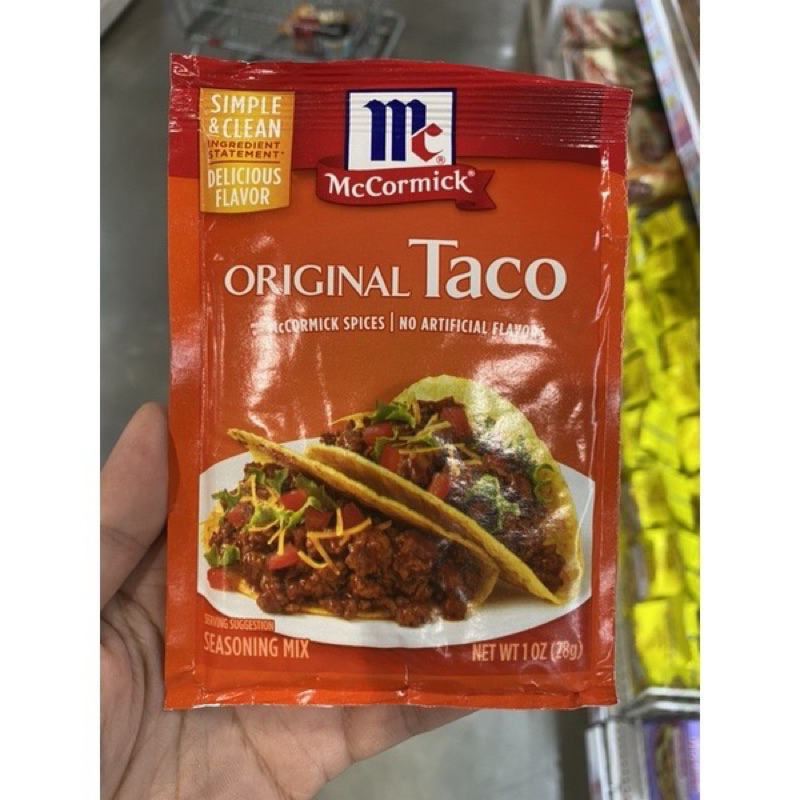 SIMPLE
& CLEAN
INGREDIENT
STATEMENT*
DELICIOUS
FLAVOR
Mc®
McCormick®
ORIGINAL Taco
McCORMICK SPICES | NO ARTIFICIAL FLAVORS
SERVING SUGGESTION
SEASONING MIX
NET WT 1 OZ (28g)